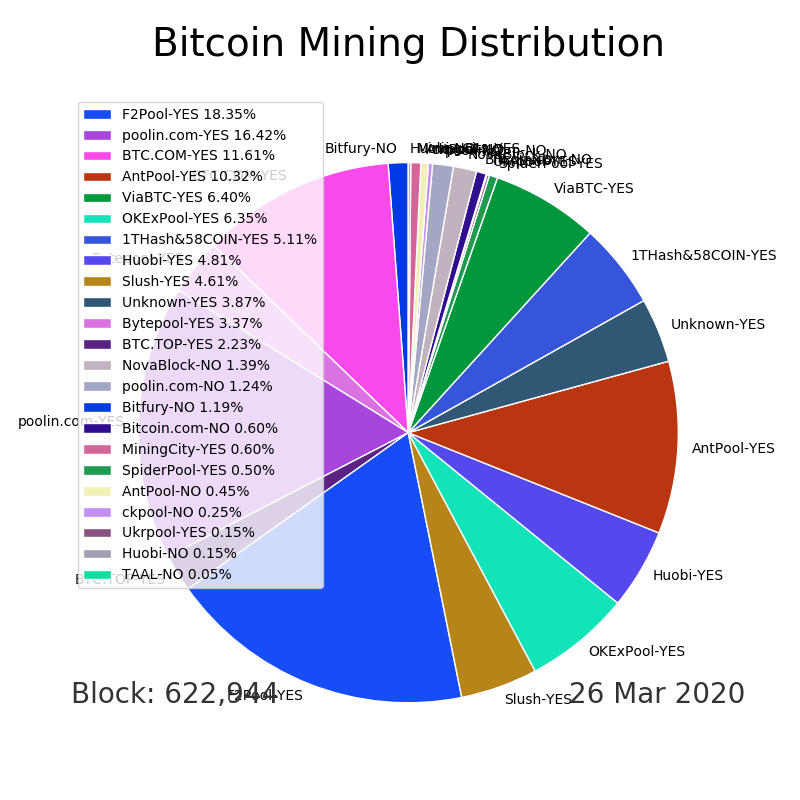 Bitcoin Mining Distribution
F2Pool-YES 18.35%
poolin.com-YES 16.42%
BTC.COM-YES 11.61%
AntPool-YES 10.32%
ViaBTC-YES 6.40%
OKExPool-YES 6.35%
1THash&58COIN-YES 5.11%
Huobi-YES 4.81%
Slush-YES 4.61%
Unknown-YES 3.87%
Bytepool-YES 3.37%
BTC.TOP-YES 2.23%
NovaBlock-NO 1.39%
poolin.com-NO 1.24%
Bitfury-NO 1.19%
Bitcoin.com-NO 0.60%
MiningCity-YES 0.60%
SpiderPool-YES 0.50%
AntPool-NO 0.45%
ckpool-NO 0.25%
Ukrpool-YES 0.15%
Huobi-NO 0.15%
TAAL-NO 0.05%
Bitfury-NO
ViaBTC-YES
1THash&58COIN-YES
Unknown-YES
AntPool-YES
Huobi-YES
OKExPool-YES
Slush-YES
F2Pool-YES
BTC.TOP-YES
poolin.com-YES
Block: 622,944
26 Mar 2020